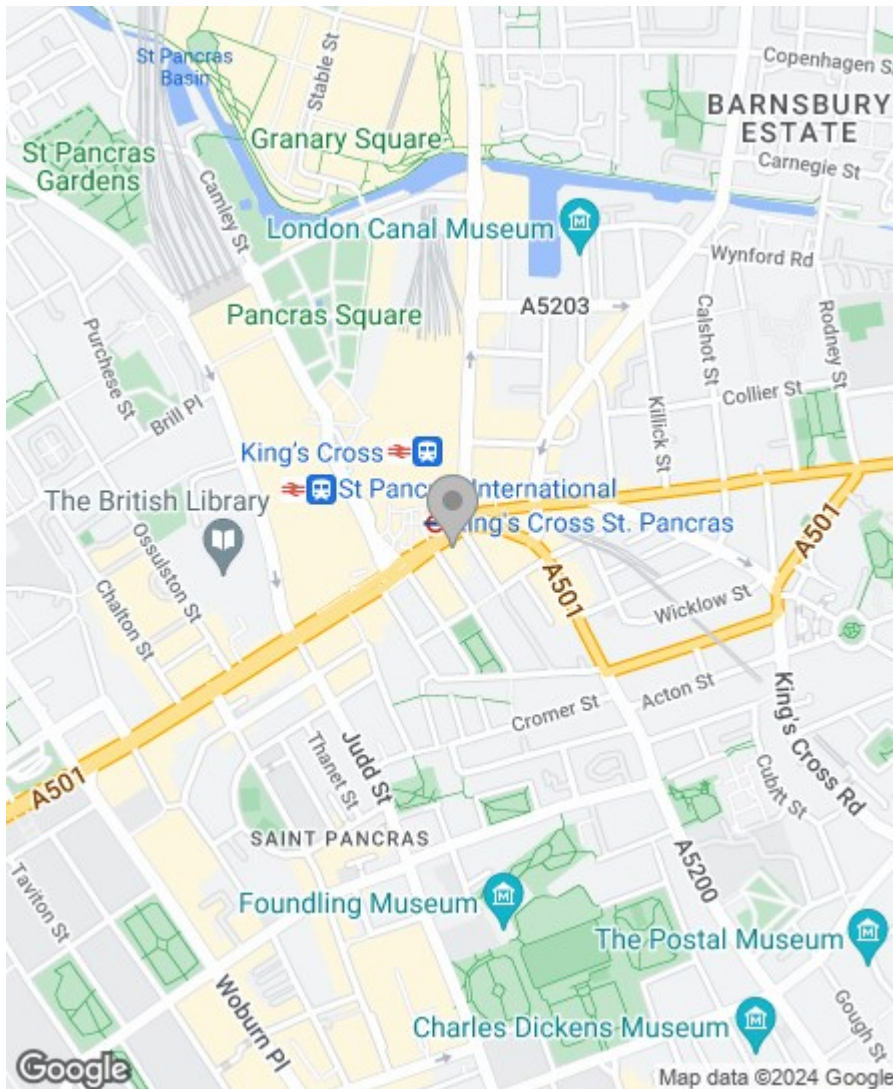 St Pancras
Basin
Stable St
Copenhagen S
BARNSBURY
ESTATE
Granary Square
St Pancras
Gardens
Camley St
Carnegie St
London Canal Museum
Wynford Rd
Pancras Square
A5203
Calshot St
Rodney St
Purchese St
Brill Pl
Killick St
Collier St
King's Cross
St Pancras International
King's Cross St. Pancras
The British Library
Ossulston St
Chalton St
A501
A501
Wicklow St
Acton St
Cromer St
King's Cross Rd
Judd St
Thanet St
Cubitt St
A501
SAINT PANCRAS
A5200
Taviton St
Foundling Museum
The Postal Museum
Woburn Pl
Charles Dickens Museum
Gough St
Google
Map data ©2024 Google